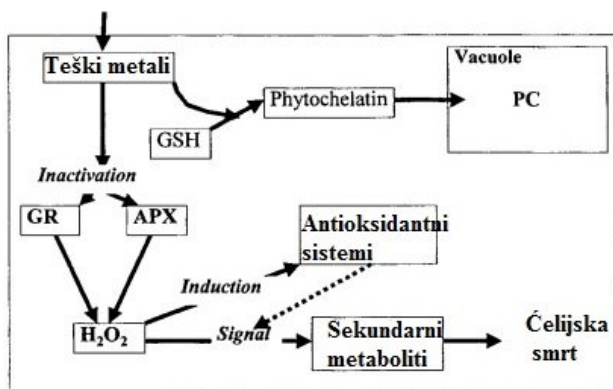 Teški metali
Vacuole
PC
Phytochelatin
GSH
Inactivation
GR
APX
Antioksidantni
sistemi
Induction
H₂O₂
Signal
Sekundarni
metaboliti
Ćelijska
smrt